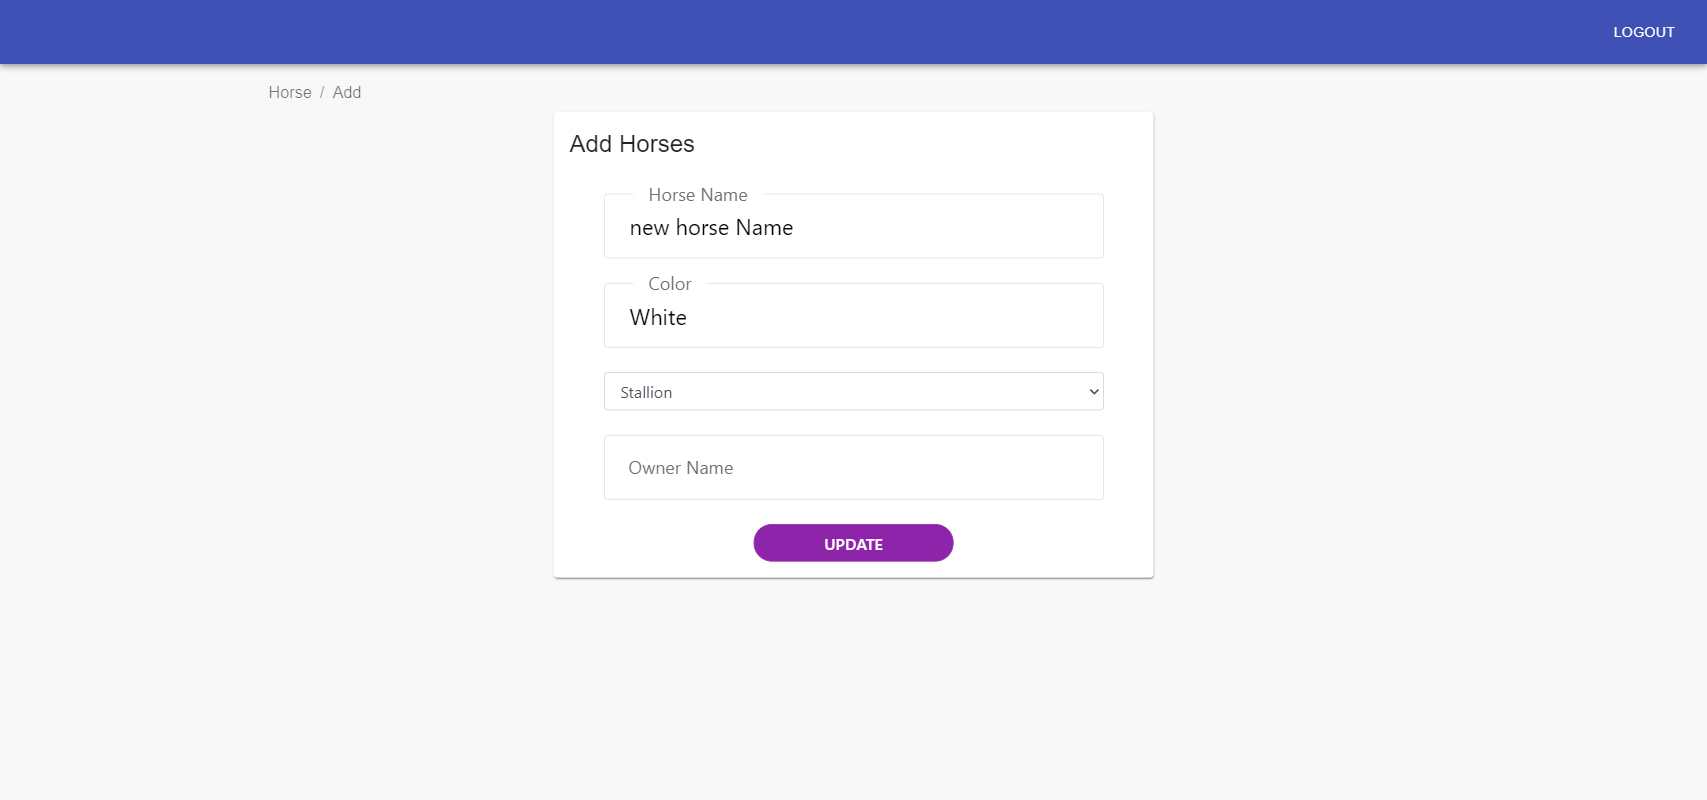 LOGOUT
Horse / Add
Add Horses
Horse Name
new horse Name
Color
White
Stallion
Owner Name
UPDATE